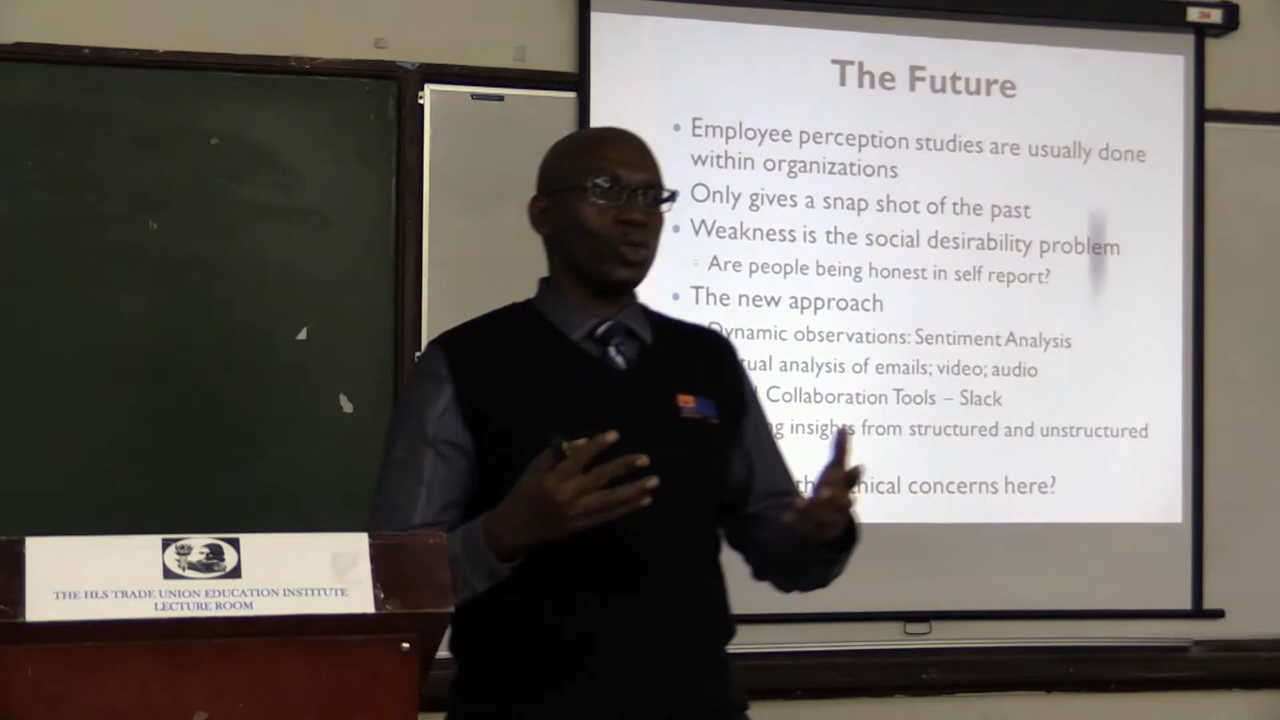 The Future
Employee perception studies are usually done
within organizations
Only gives a snap shot of the past
Weakness is the social desirability problem
Are people being honest in self report?
The new approach
Dynamic observations: Sentiment Analysis
analysis of emails; video; audio
Collaboration Tools – Slack
insights from structured and unstructured
concerns here?
3M
THE HLS TRADE UNION EDUCATION INSTITUTE
LECTURE ROOM